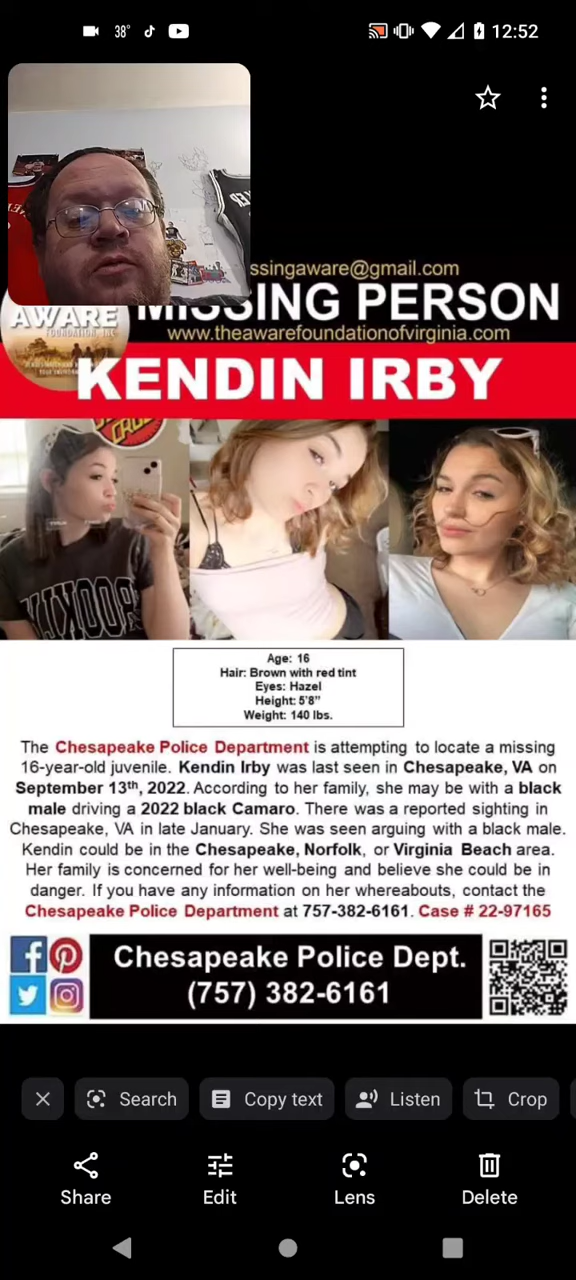 38°
12:52
ssingaware@gmail.com
MISSING PERSON
AWARE
FOUNDATION, INC.
www.theawarefoundationofvirginia.com
KENDIN IRBY
CRUZ
Age: 16
Hair: Brown with red tint
Eyes: Hazel
Height: 5'8"
Weight: 140 lbs.
The Chesapeake Police Department is attempting to locate a missing
16-year-old juvenile. Kendin Irby was last seen in Chesapeake, VA on
September 13th, 2022. According to her family, she may be with a black
male driving a 2022 black Camaro. There was a reported sighting in
Chesapeake, VA in late January. She was seen arguing with a black male.
Kendin could be in the Chesapeake, Norfolk, or Virginia Beach area.
Her family is concerned for her well-being and believe she could be in
danger. If you have any information on her whereabouts, contact the
Chesapeake Police Department at 757-382-6161. Case # 22-97165
Chesapeake Police Dept.
(757) 382-6161
Search
Copy text
Listen
Crop
Share
Edit
Lens
Delete